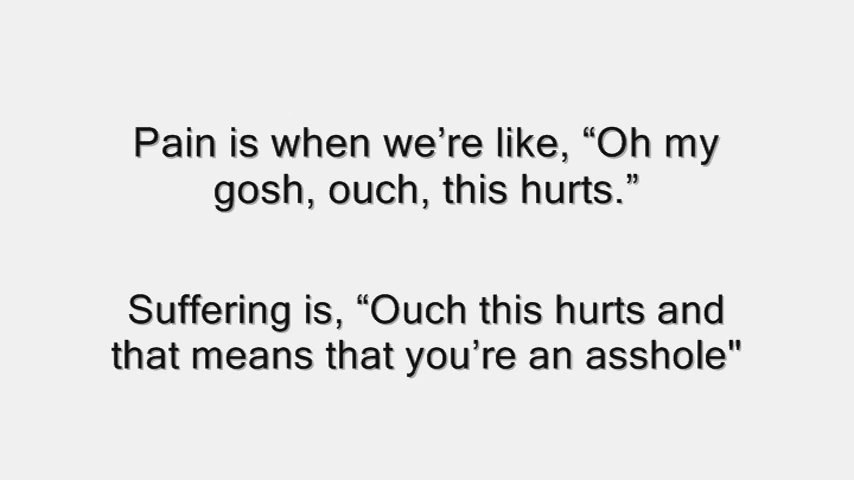 Pain is when we’re like, “Oh my
gosh, ouch, this hurts.”
Suffering is, “Ouch this hurts and
that means that you’re an asshole"